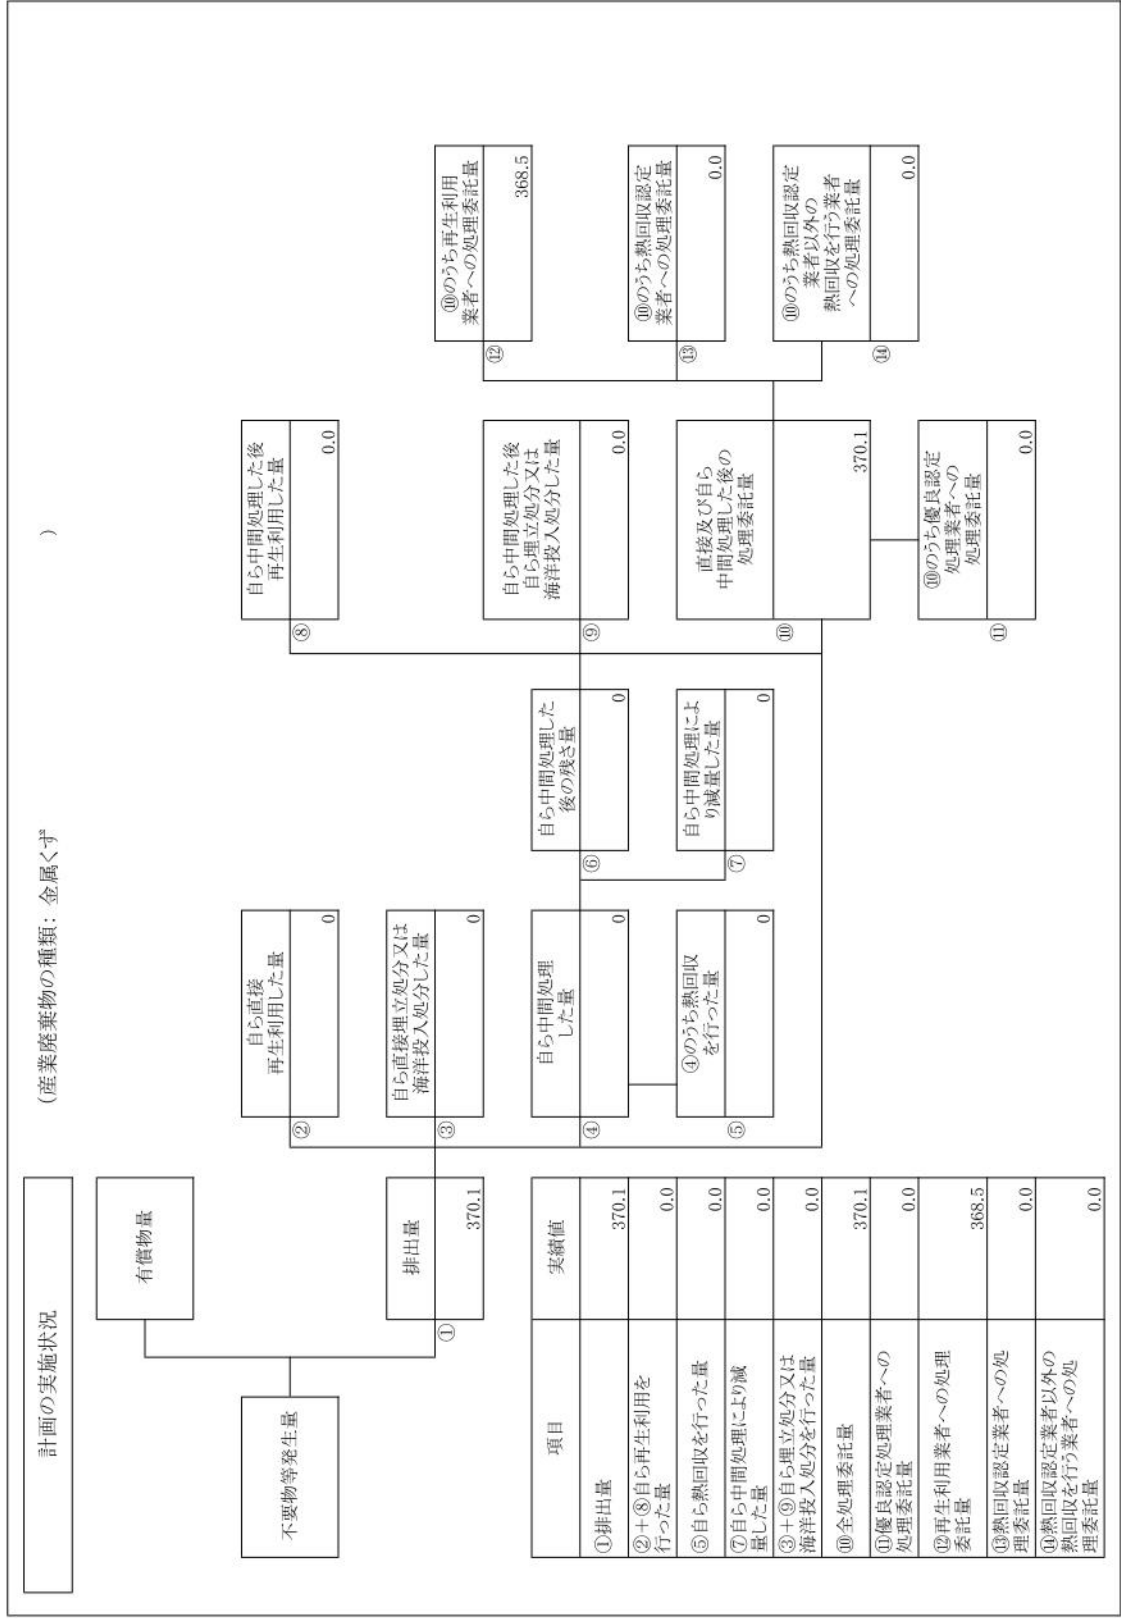 計画の実施状況
(産業廃棄物の種類: 金属くず )
不要物等発生量
有償物量
排出量
①
370.1
自ら直接
再生利用した量
②
0
自ら直接埋立処分又は
海洋投入処分した量
③
0
自ら中間処理
した量
④
0
④のうち熱回収
を行った量
⑤
0
自ら中間処理した
後の残さ量
⑥
0
自ら中間処理によ
り減量した量
⑦
0
自ら中間処理した後
再生利用した量
⑧
0.0
自ら中間処理した後
自ら埋立処分又は
海洋投入処分した量
⑨
0.0
直接及び自ら
中間処理した後の
処理委託量
⑩
370.1
⑩のうち優良認定
処理業者への
処理委託量
⑪
0.0
⑩のうち再生利用
業者への処理委託量
⑫
368.5
⑩のうち熱回収認定
業者への処理委託量
⑬
0.0
⑩のうち熱回収認定
業者以外の
熱回収を行う業者
への処理委託量
⑭
0.0
項目 実績値
①排出量 370.1
②+⑧自ら再生利用を
行った量 0.0
⑤自ら熱回収を行った量 0.0
⑦自ら中間処理により減
量した量 0.0
③+⑨自ら埋立処分又は
海洋投入処分を行った量 0.0
⑩全処理委託量 370.1
⑪優良認定処理業者への
処理委託量 0.0
⑫再生利用業者への処理
委託量 368.5
⑬熱回収認定業者への処
理委託量 0.0
⑭熱回収認定業者以外の
熱回収を行う業者への処
理委託量 0.0